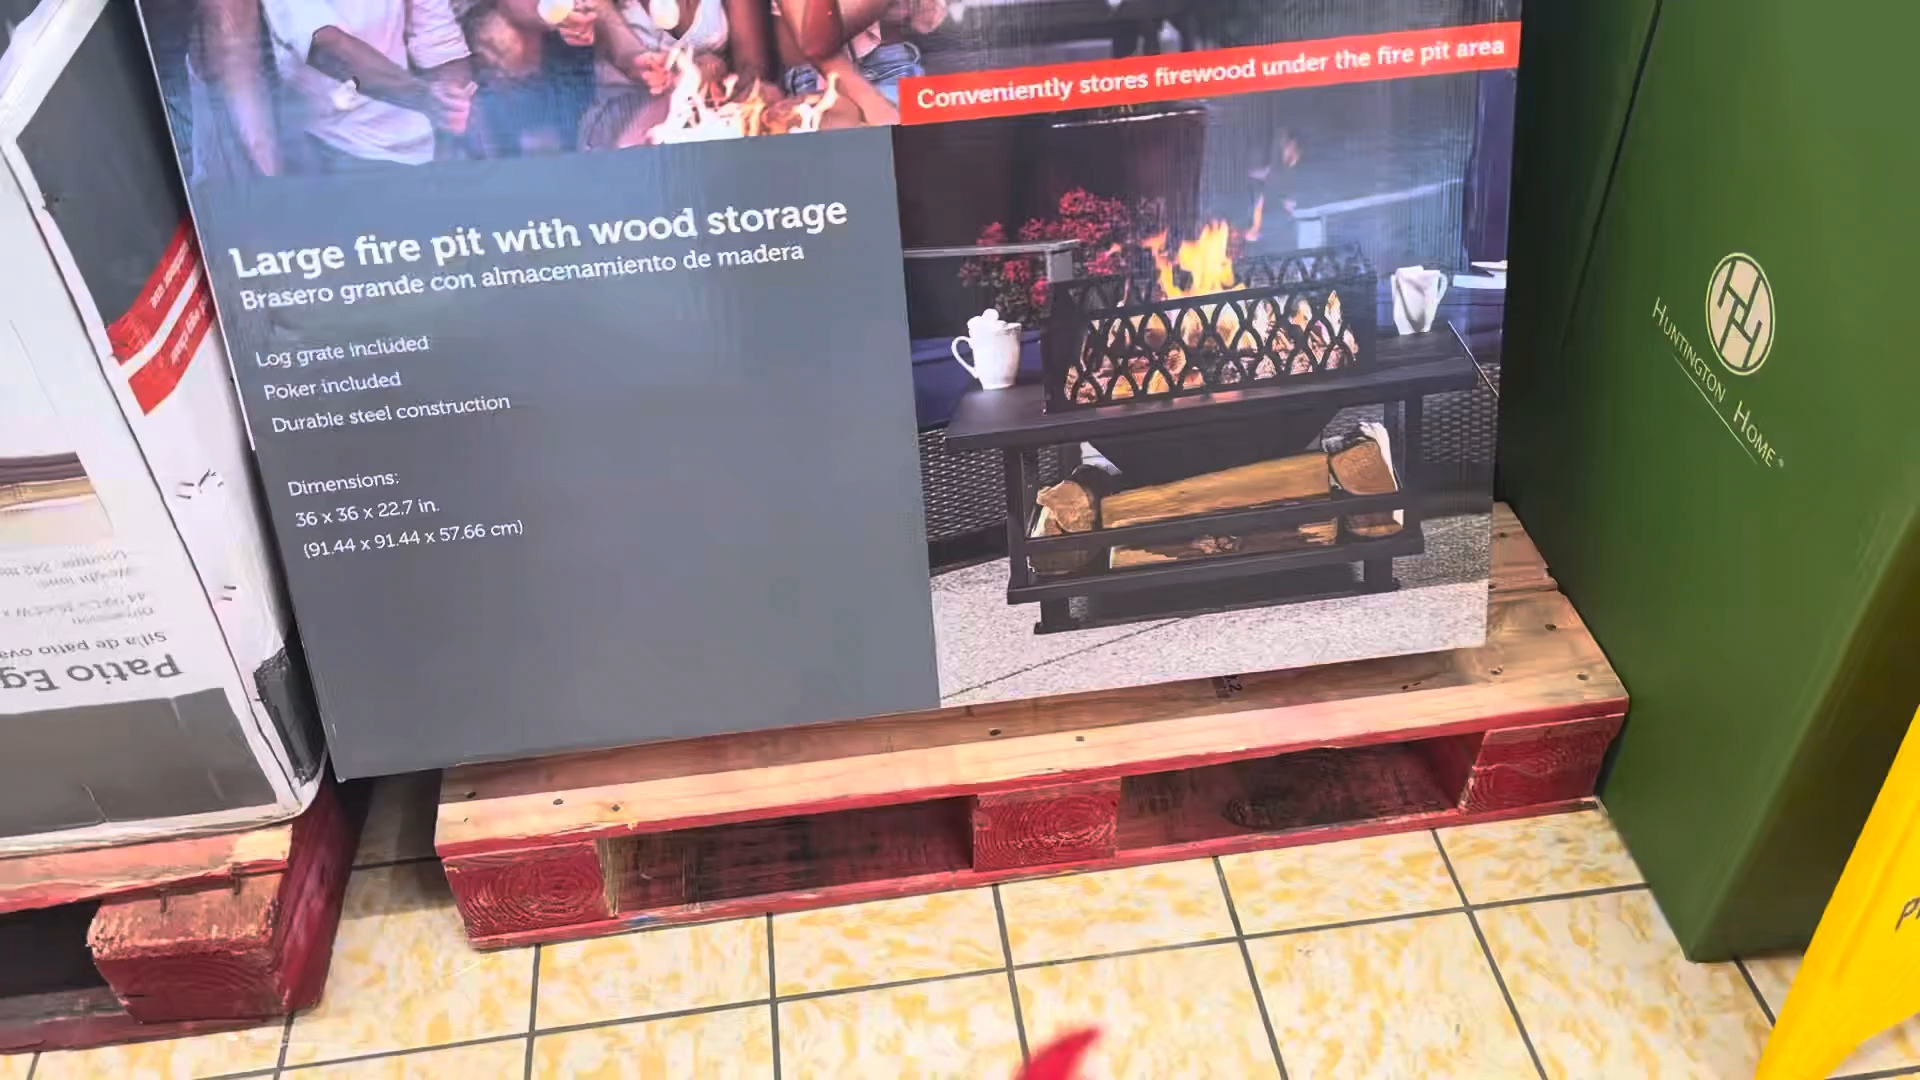 Conveniently stores firewood under the fire pit area
Large fire pit with wood storage
Brasero grande con almacenamiento de madera
Log grate included
Poker included
Durable steel construction
Dimensions:
36 x 36 x 22.7 in.
(91.44 x 91.44 x 57.66 cm)
HUNTINGTON HOME
Patio Eg
Silla de patio ova